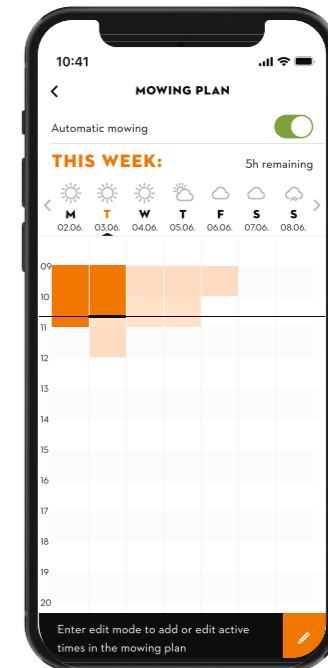 10:41
MOWING PLAN
Automatic mowing
THIS WEEK: 5h remaining
M T W T F S S
02.06. 03.06. 04.06. 05.06. 06.06. 07.06. 08.06.
09
10
11
12
13
14
15
16
17
18
19
20
Enter edit mode to add or edit active
times in the mowing plan